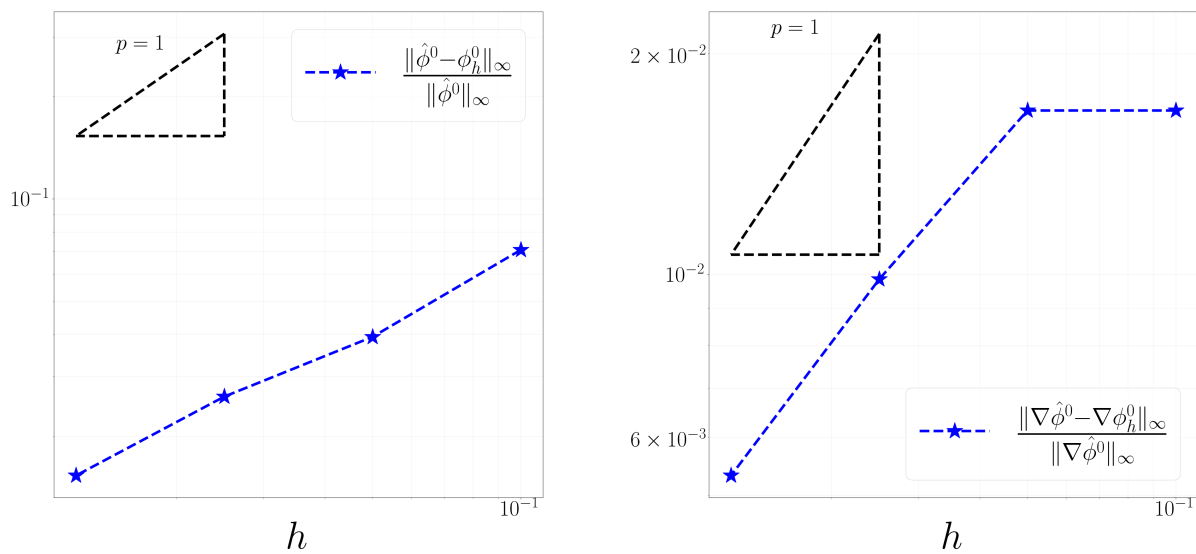 p = 1
‖φ̂⁰−φ⁰ₕ‖∞
‖φ̂⁰‖∞
10⁻¹
10⁻¹
h
p = 1
2 × 10⁻²
10⁻²
6 × 10⁻³
‖∇φ̂⁰−∇φ⁰ₕ‖∞
‖∇φ̂⁰‖∞
10⁻¹
h